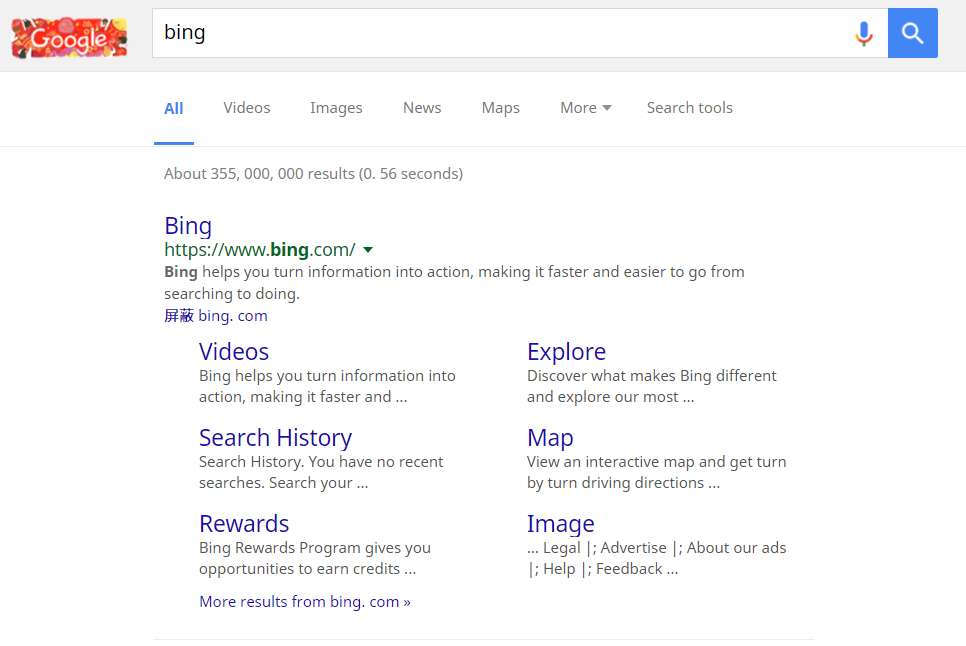 Google
bing
All Videos Images News Maps More Search tools
About 355, 000, 000 results (0. 56 seconds)
Bing
https://www.bing.com/
Bing helps you turn information into action, making it faster and easier to go from
searching to doing.
屏蔽 bing. com
Videos
Bing helps you turn information into
action, making it faster and ...
Explore
Discover what makes Bing different
and explore our most ...
Search History
Search History. You have no recent
searches. Search your ...
Map
View an interactive map and get turn
by turn driving directions ...
Rewards
Bing Rewards Program gives you
opportunities to earn credits ...
Image
... Legal |; Advertise |; About our ads
|; Help |; Feedback ...
More results from bing. com »